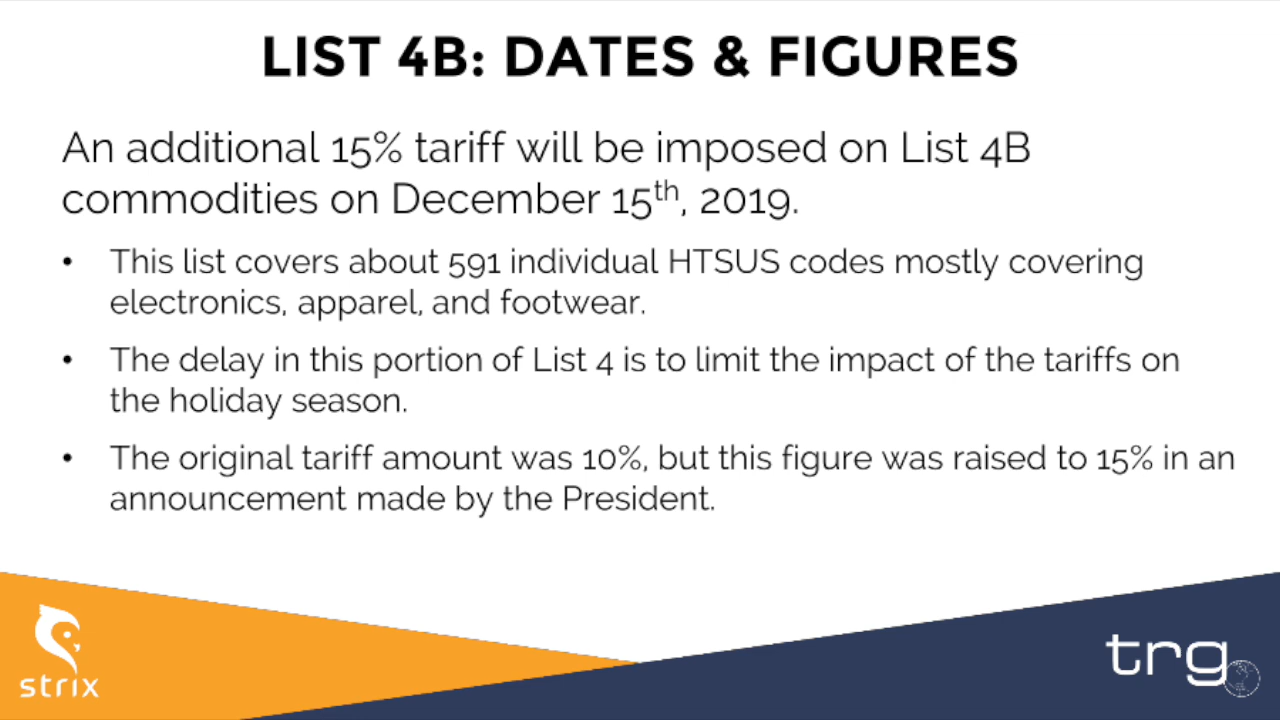 LIST 4B: DATES & FIGURES
An additional 15% tariff will be imposed on List 4B
commodities on December 15th, 2019.
• This list covers about 591 individual HTSUS codes mostly covering
electronics, apparel, and footwear.
• The delay in this portion of List 4 is to limit the impact of the tariffs on
the holiday season.
• The original tariff amount was 10%, but this figure was raised to 15% in an
announcement made by the President.
strix
trg